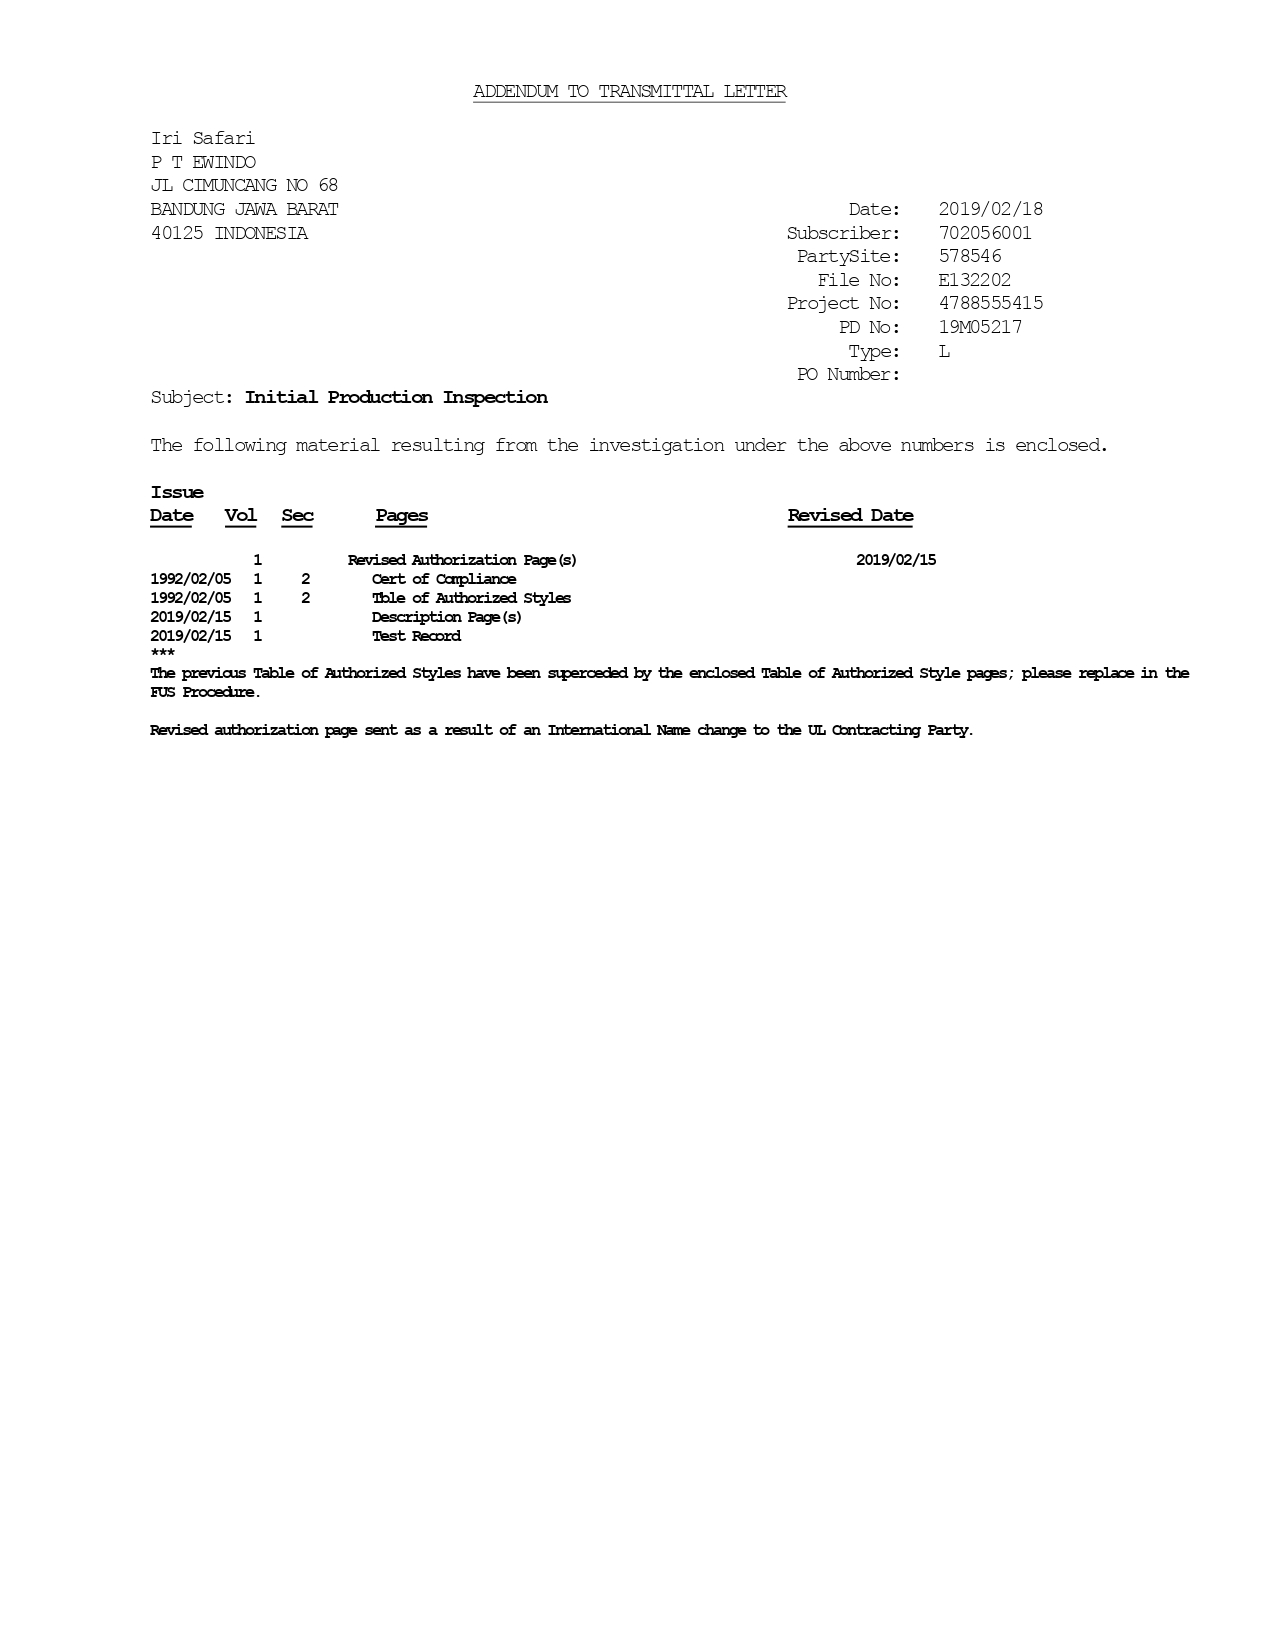 ADDENDUM TO TRANSMITTAL LETTER
Iri Safari
P T EWINDO
JL CIMUNCANG NO 68
BANDUNG JAWA BARAT
40125 INDONESIA
Date: 2019/02/18
Subscriber: 702056001
PartySite: 578546
File No: E132202
Project No: 4788555415
PD No: 19M05217
Type: L
PO Number:
Subject: Initial Production Inspection
The following material resulting from the investigation under the above numbers is enclosed.
Issue
Date Vol Sec Pages Revised Date
1 Revised Authorization Page(s) 2019/02/15
1992/02/05 1 2 Cert of Compliance
1992/02/05 1 2 Tble of Authorized Styles
2019/02/15 1 Description Page(s)
2019/02/15 1 Test Record
***
The previous Table of Authorized Styles have been superceded by the enclosed Table of Authorized Style pages; please replace in the
FUS Procedure.
Revised authorization page sent as a result of an International Name change to the UL Contracting Party.